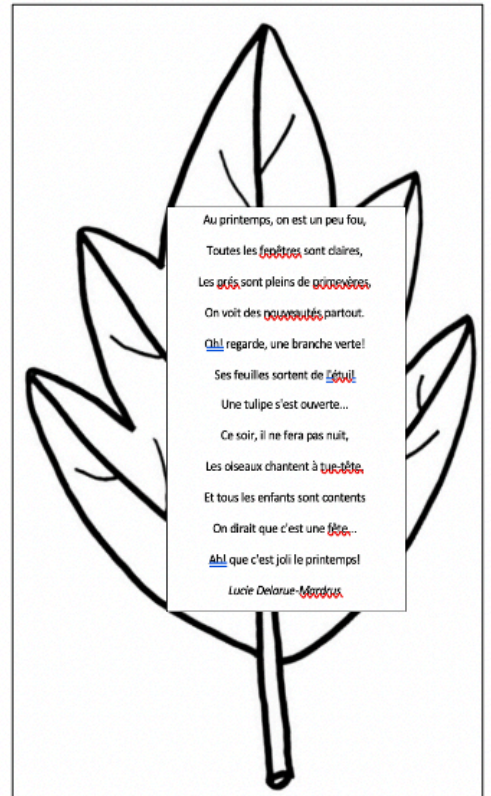 Au printemps, on est un peu fou,
Toutes les fenêtres sont claires,
Les prés sont pleins de primevères,
On voit des nouveautés partout.
Oh! regarde, une branche verte!
Ses feuilles sortent de l'étui!
Une tulipe s'est ouverte...
Ce soir, il ne fera pas nuit,
Les oiseaux chantent à tue-tête,
Et tous les enfants sont contents
On dirait que c'est une fête...
Ah! que c'est joli le printemps!
Lucie Delarue-Mardrus